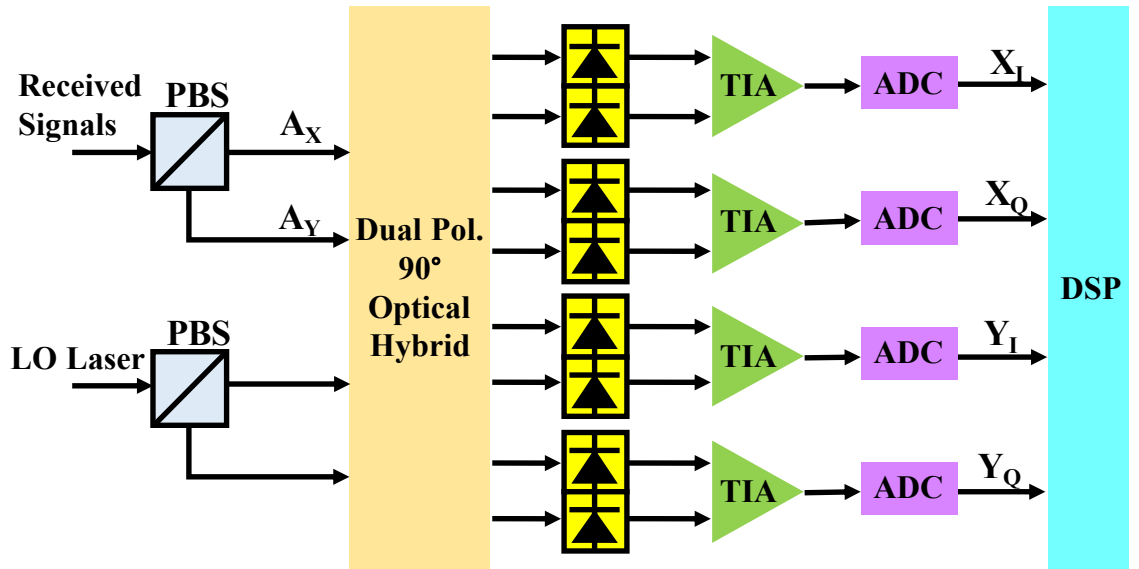 Received
Signals
PBS
A_X
A_Y
LO Laser
PBS
Dual Pol.
90°
Optical
Hybrid
TIA
ADC
X_I
TIA
ADC
X_Q
TIA
ADC
Y_I
TIA
ADC
Y_Q
DSP